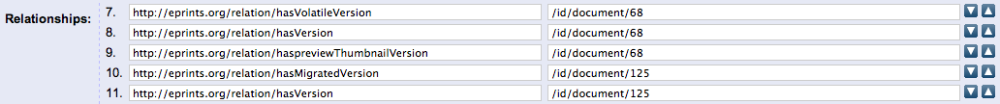 Relationships:
7. http://eprints.org/relation/hasVolatileVersion /id/document/68
8. http://eprints.org/relation/hasVersion /id/document/68
9. http://eprints.org/relation/haspreviewThumbnailVersion /id/document/68
10. http://eprints.org/relation/hasMigratedVersion /id/document/125
11. http://eprints.org/relation/hasVersion /id/document/125